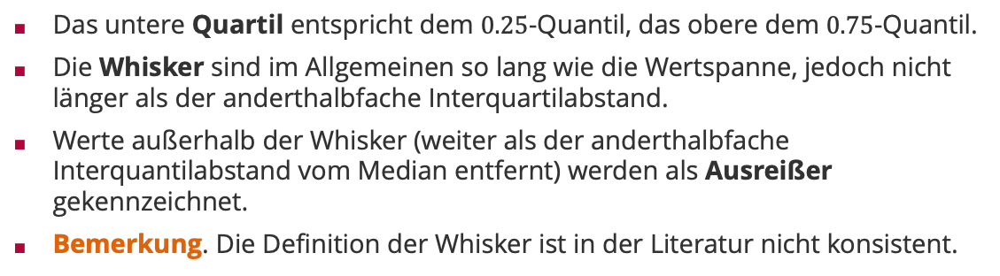 ▪ Das untere Quartil entspricht dem 0.25-Quantil, das obere dem 0.75-Quantil.
▪ Die Whisker sind im Allgemeinen so lang wie die Wertspanne, jedoch nicht
länger als der anderthalbfache Interquartilabstand.
▪ Werte außerhalb der Whisker (weiter als der anderthalbfache
Interquantilabstand vom Median entfernt) werden als Ausreißer
gekennzeichnet.
▪ Bemerkung. Die Definition der Whisker ist in der Literatur nicht konsistent.